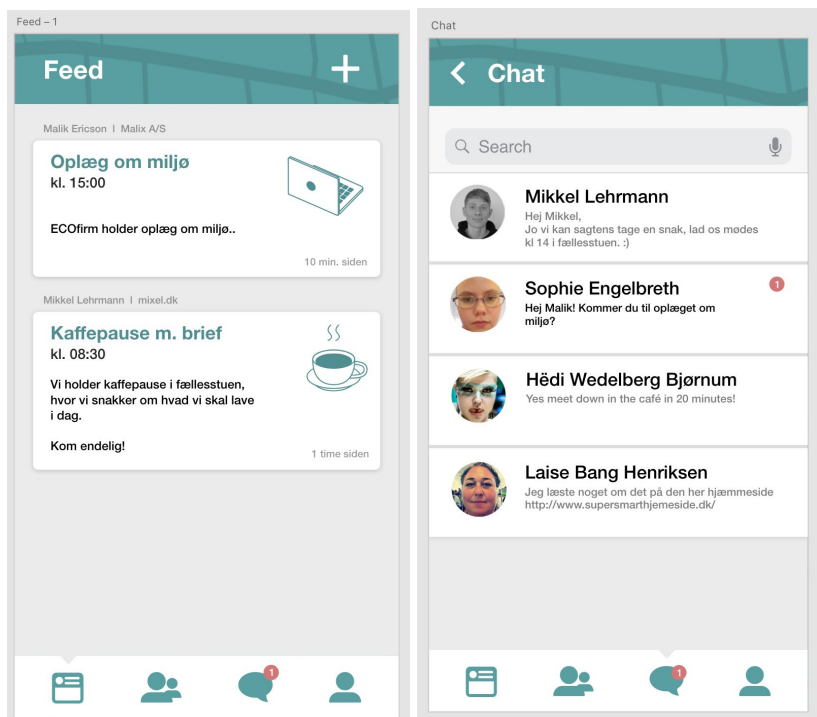 Feed – 1
Feed
Malik Ericson I Malix A/S
Oplæg om miljø
kl. 15:00
ECOfirm holder oplæg om miljø..
10 min. siden
Mikkel Lehrmann I mixel.dk
Kaffepause m. brief
kl. 08:30
Vi holder kaffepause i fællesstuen,
hvor vi snakker om hvad vi skal lave
i dag.
Kom endelig!
1 time siden
1
Chat
Chat
Search
Mikkel Lehrmann
Hej Mikkel,
Jo vi kan sagtens tage en snak, lad os mødes
kl 14 i fællesstuen. :)
Sophie Engelbreth
1
Hej Malik! Kommer du til oplæget om
miljø?
Hëdi Wedelberg Bjørnum
Yes meet down in the café in 20 minutes!
Laise Bang Henriksen
Jeg læste noget om det på den her hjæmmeside
http://www.supersmarthjemeside.dk/
1